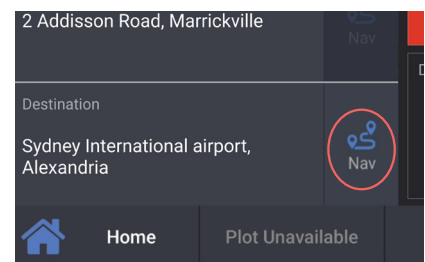 2 Addisson Road, Marrickville
Nav
Destination
Sydney International airport,
Alexandria
Nav
Home
Plot Unavailable